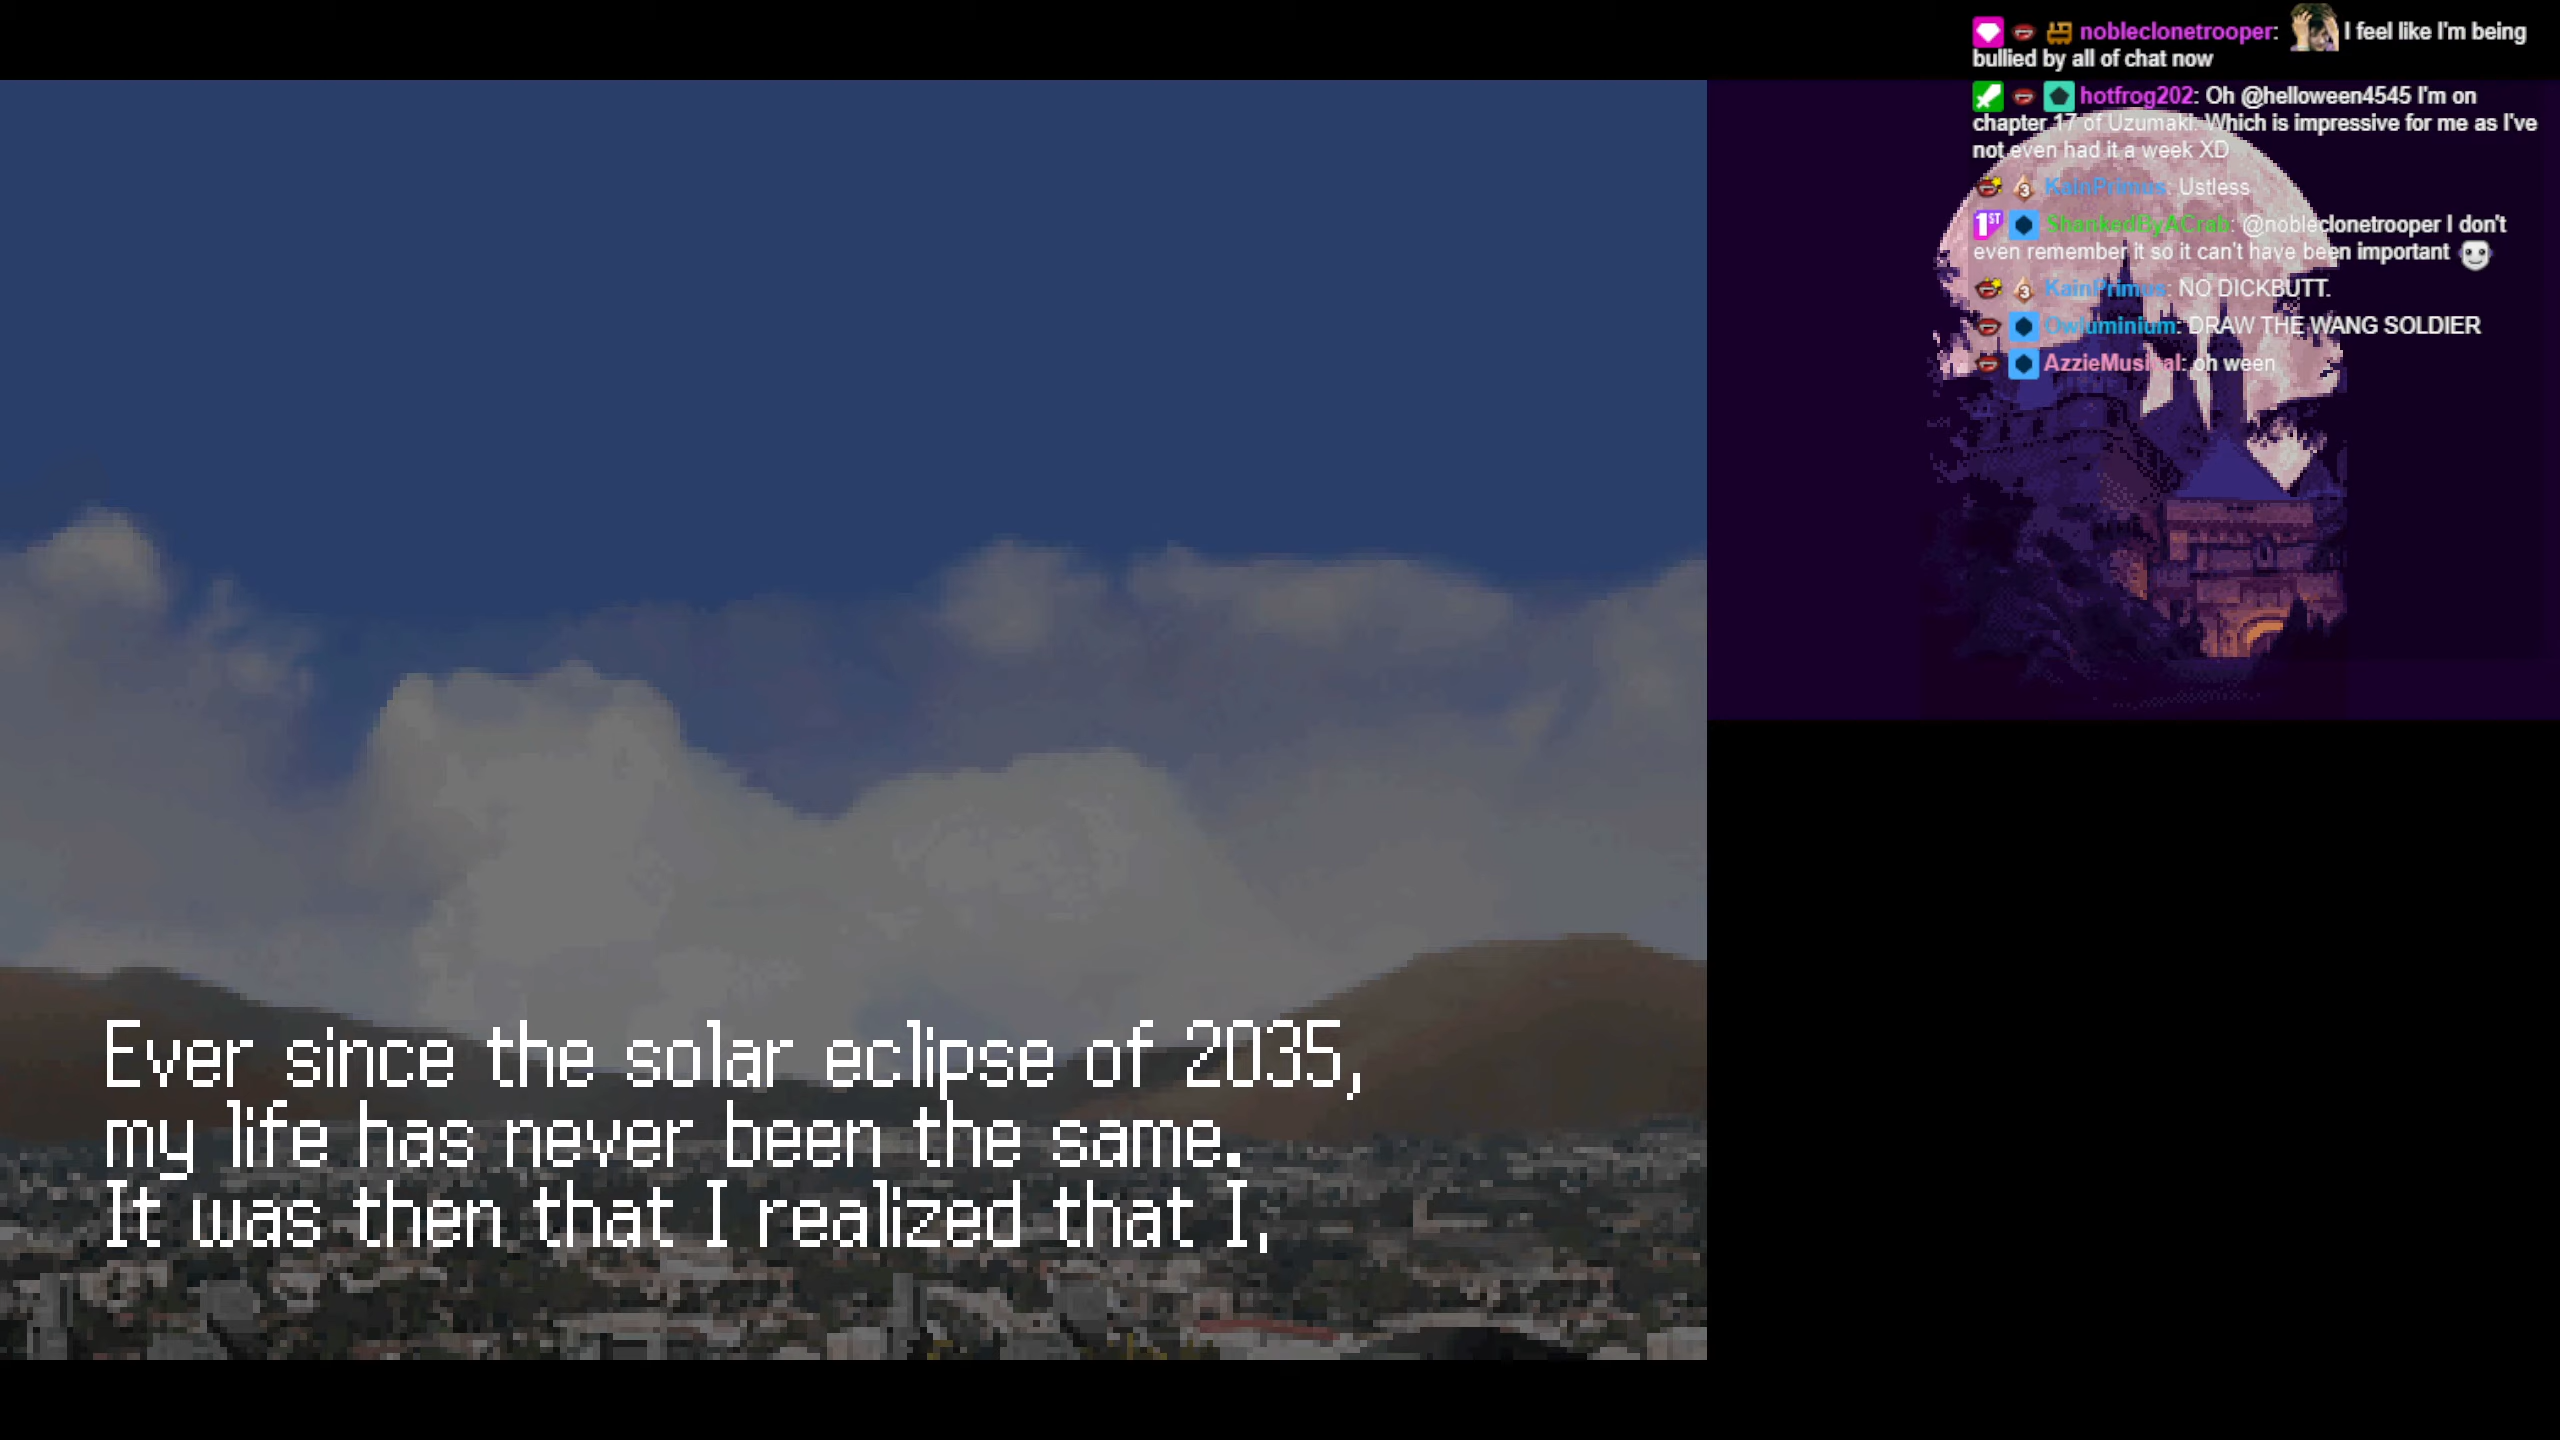 nobleclonetrooper: I feel like I'm being
bullied by all of chat now
hotfrog202: Oh @helloween4545 I'm on
chapter 17 of Uzumaki. Which is impressive for me as I've
not even had it a week XD
3 KainPrimus: Ustless
1ST ShankedByACrab: @nobleclonetrooper I don't
even remember it so it can't have been important
3 KainPrimus: NO DICKBUTT.
Owluminium: DRAW THE WANG SOLDIER
AzzieMusical: oh ween
Ever since the solar eclipse of 2035,
my life has never been the same.
It was then that I realized that I,